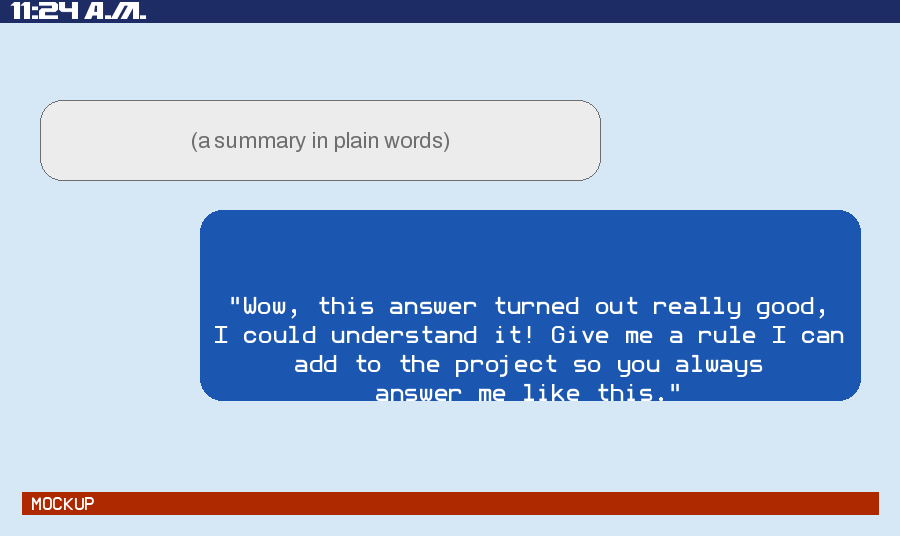 11:24 A.M.
(a summary in plain words)
"Wow, this answer turned out really good,
I could understand it! Give me a rule I can
add to the project so you always
answer me like this."
MOCKUP